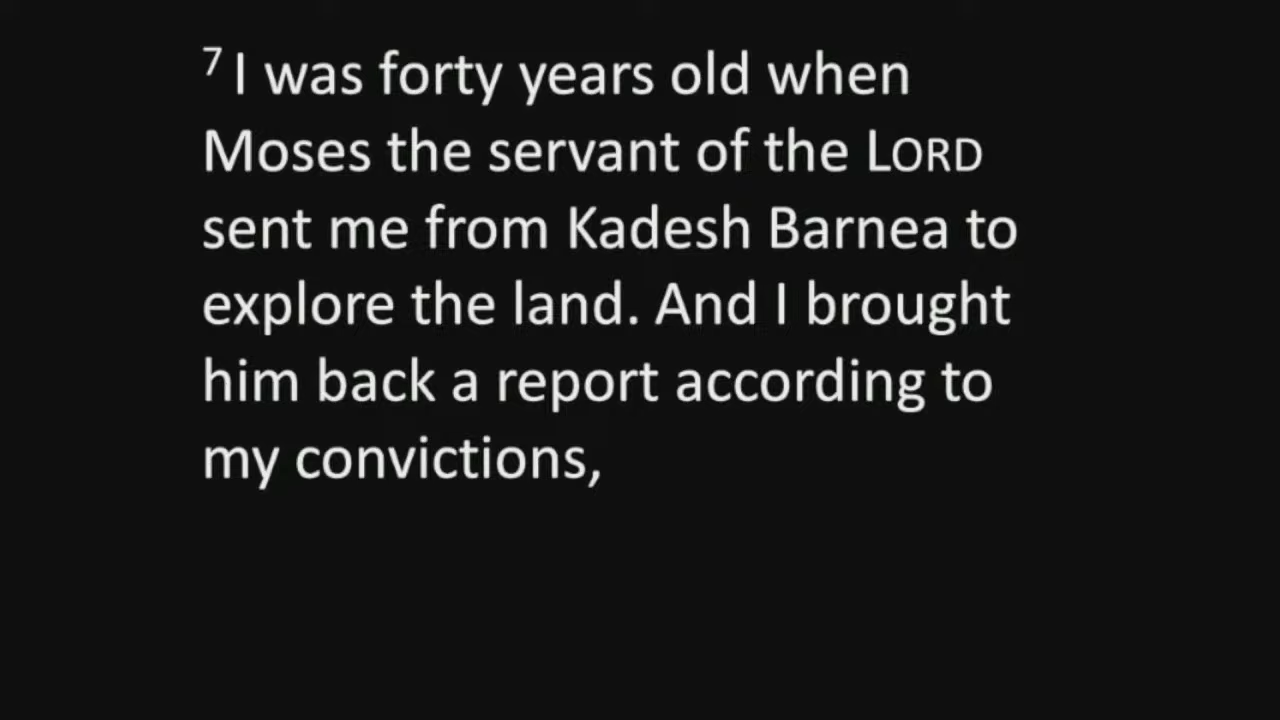 7 I was forty years old when
Moses the servant of the LORD
sent me from Kadesh Barnea to
explore the land. And I brought
him back a report according to
my convictions,